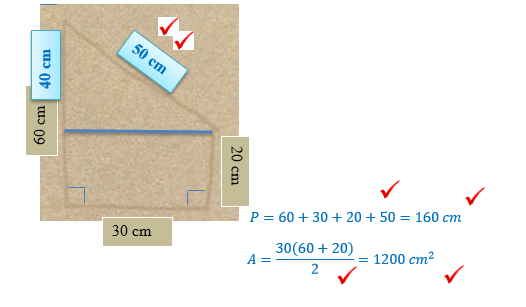 40 cm
50 cm
60 cm
20 cm
30 cm
P = 60 + 30 + 20 + 50 = 160 cm
A = 30(60 + 20)/2 = 1200 cm²